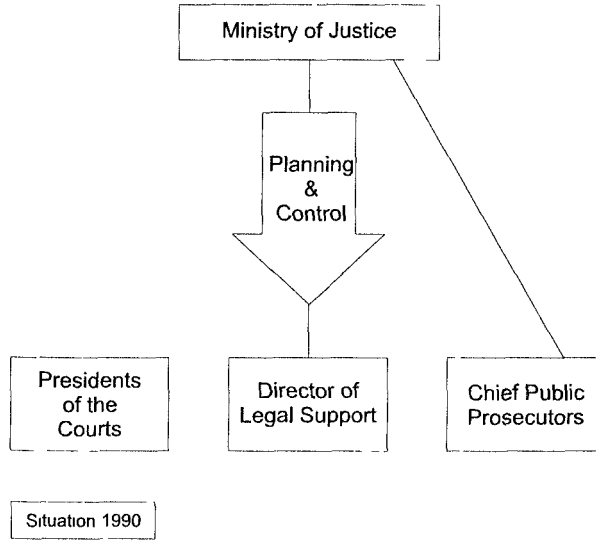 Ministry of Justice
Planning
&
Control
Presidents
of the
Courts
Director of
Legal Support
Chief Public
Prosecutors
Situation 1990